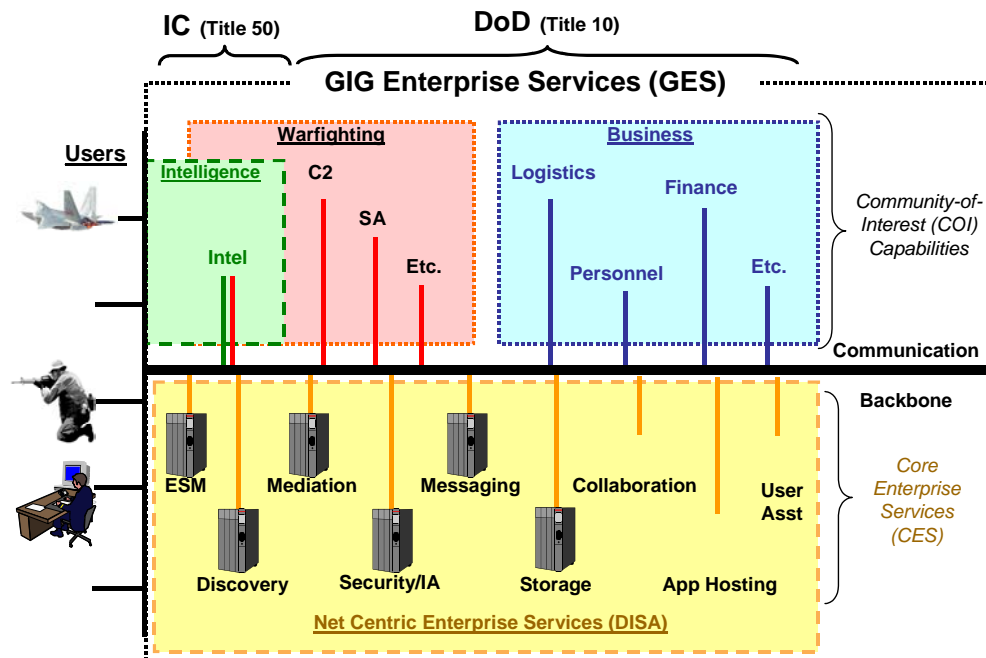 IC (Title 50)
DoD (Title 10)
GIG Enterprise Services (GES)
Users
Warfighting
Business
Intelligence
C2
Logistics
Finance
SA
Intel
Etc.
Personnel
Etc.
Community-of-
Interest (COI)
Capabilities
Communication
Backbone
ESM
Mediation
Messaging
Collaboration
User
Asst
Core
Enterprise
Services
(CES)
Discovery
Security/IA
Storage
App Hosting
Net Centric Enterprise Services (DISA)